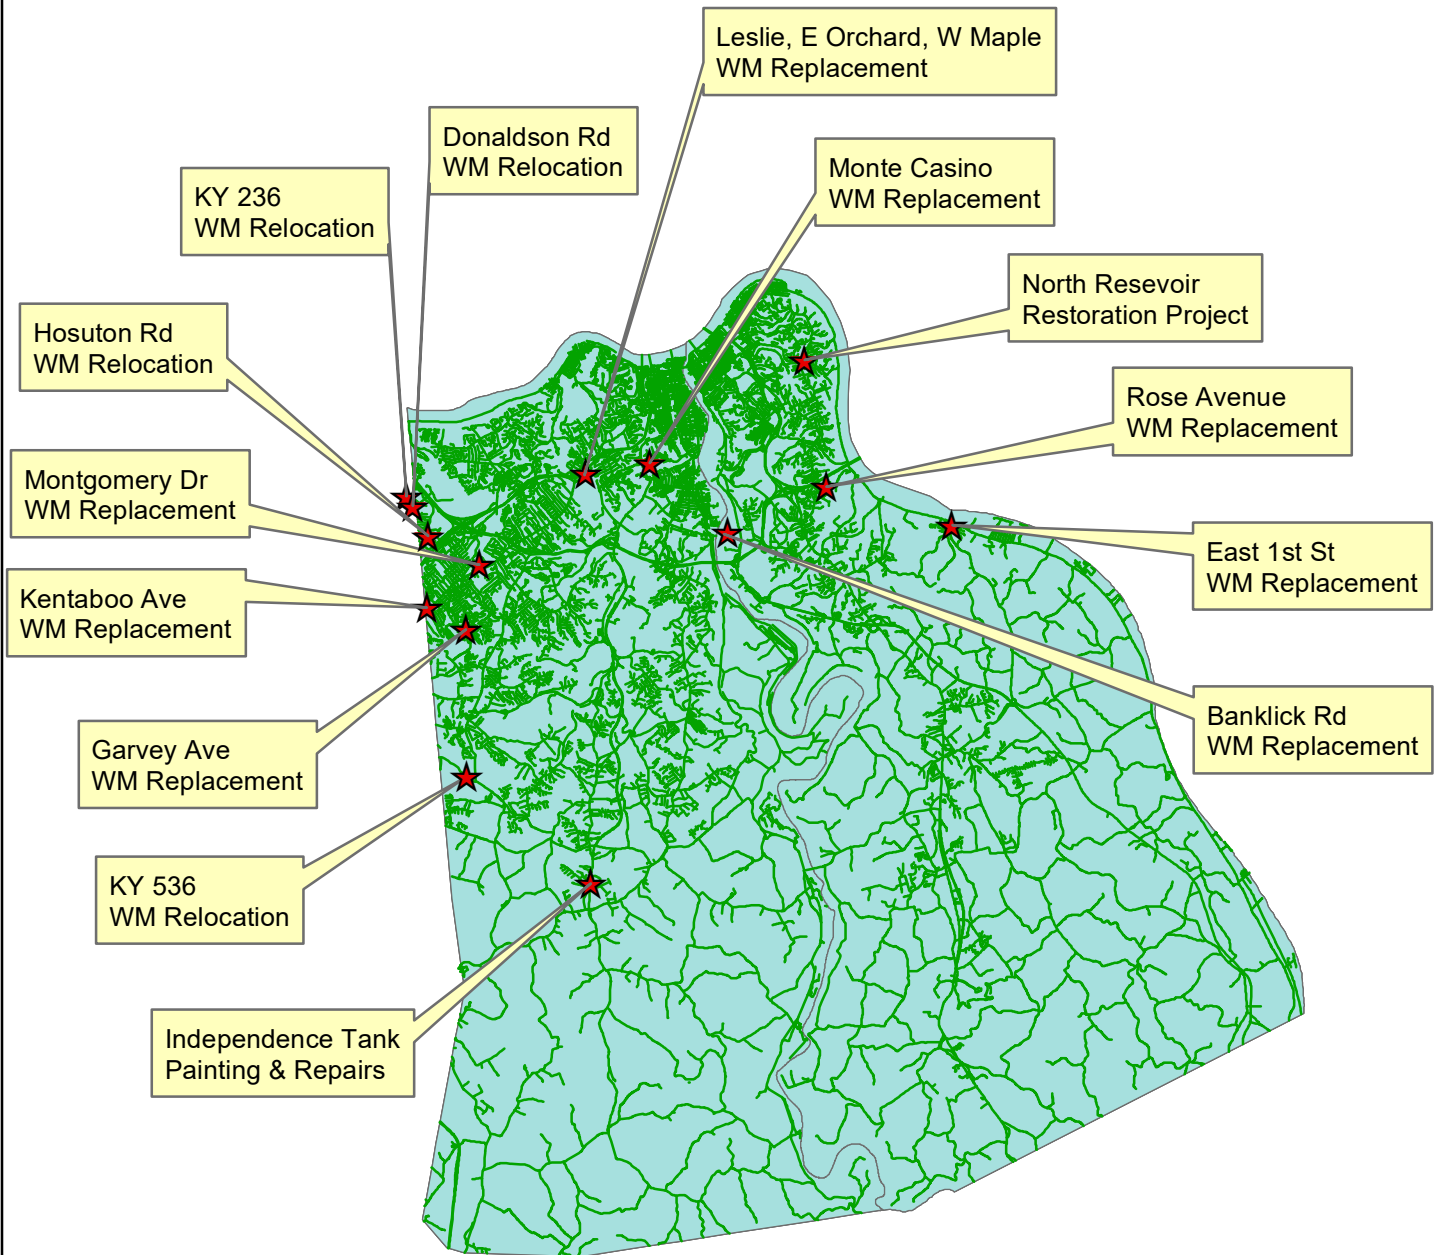 Leslie, E Orchard, W Maple
WM Replacement
Donaldson Rd
WM Relocation
Monte Casino
WM Replacement
KY 236
WM Relocation
North Resevoir
Restoration Project
Hosuton Rd
WM Relocation
Rose Avenue
WM Replacement
Montgomery Dr
WM Replacement
East 1st St
WM Replacement
Kentaboo Ave
WM Replacement
Banklick Rd
WM Replacement
Garvey Ave
WM Replacement
KY 536
WM Relocation
Independence Tank
Painting & Repairs